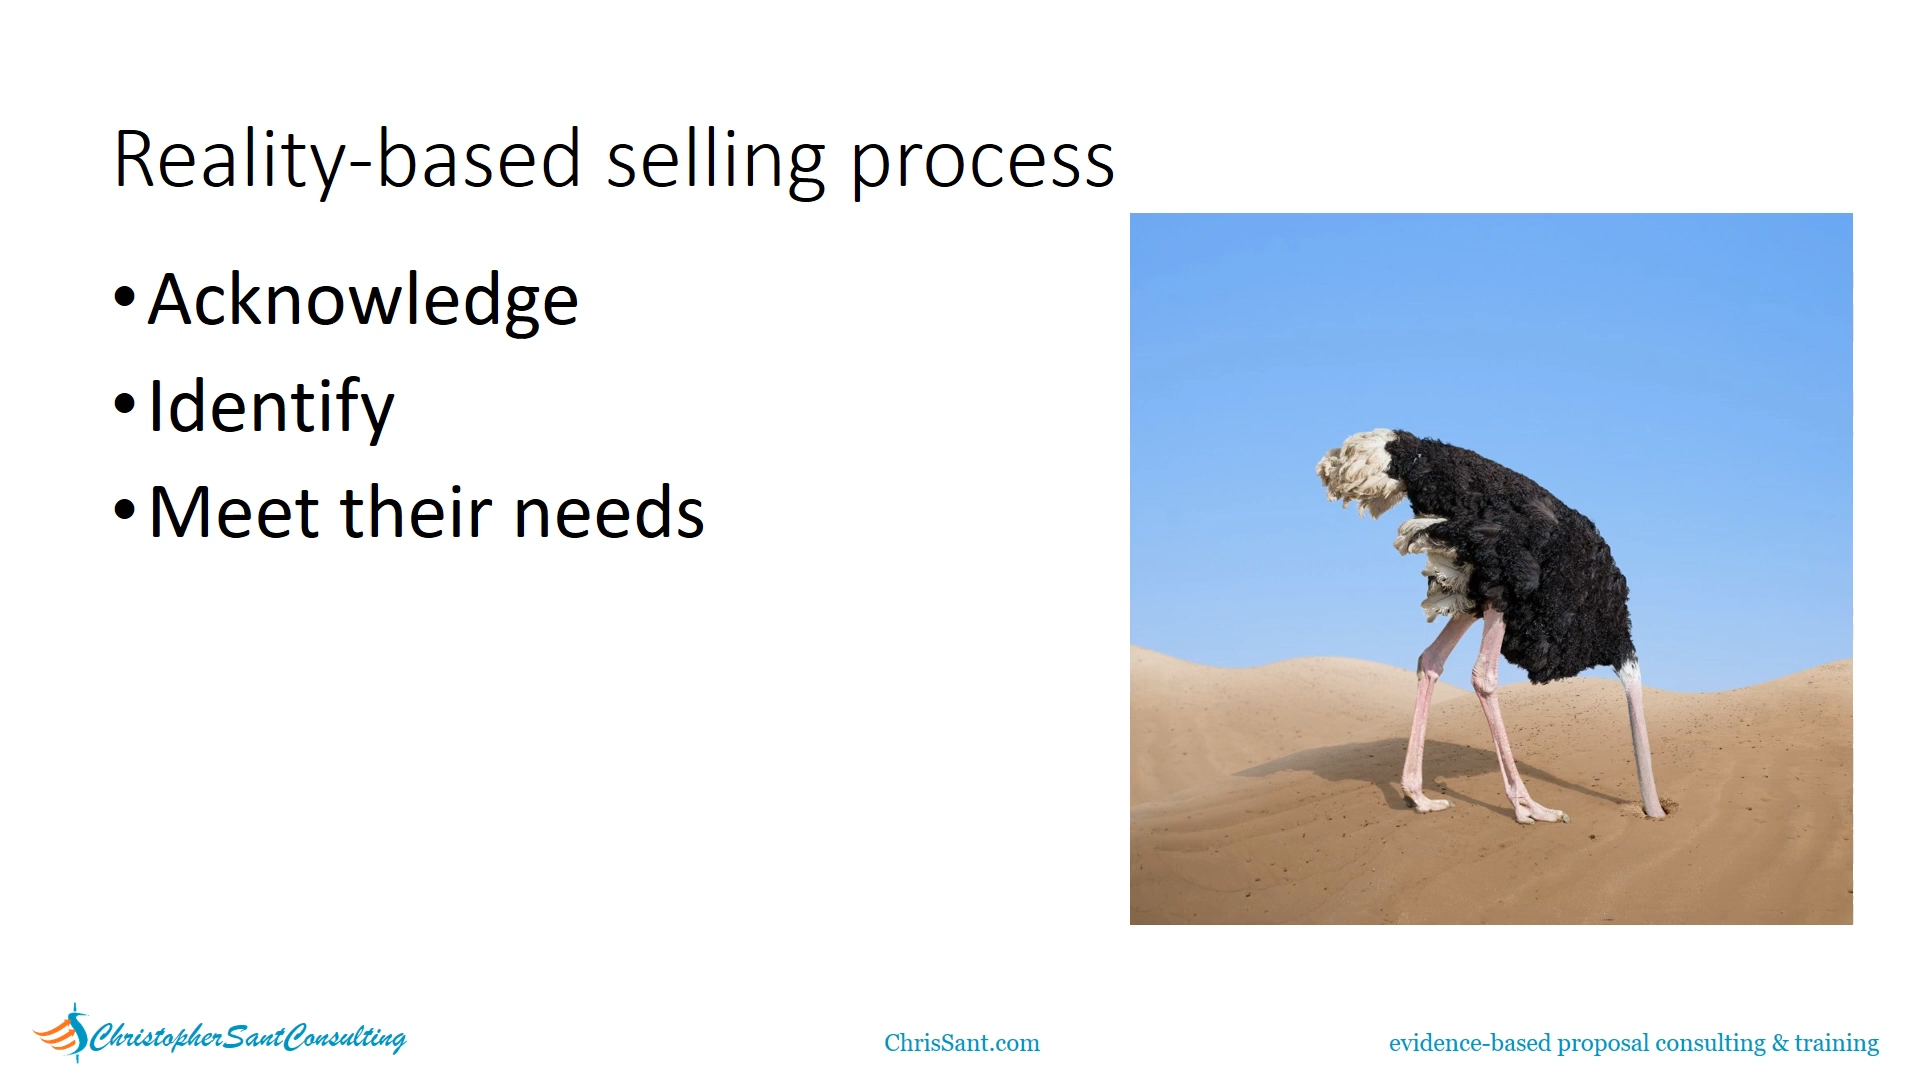 Reality-based selling process
• Acknowledge
• Identify
• Meet their needs
ChristopherSantConsulting
ChrisSant.com
evidence-based proposal consulting & training